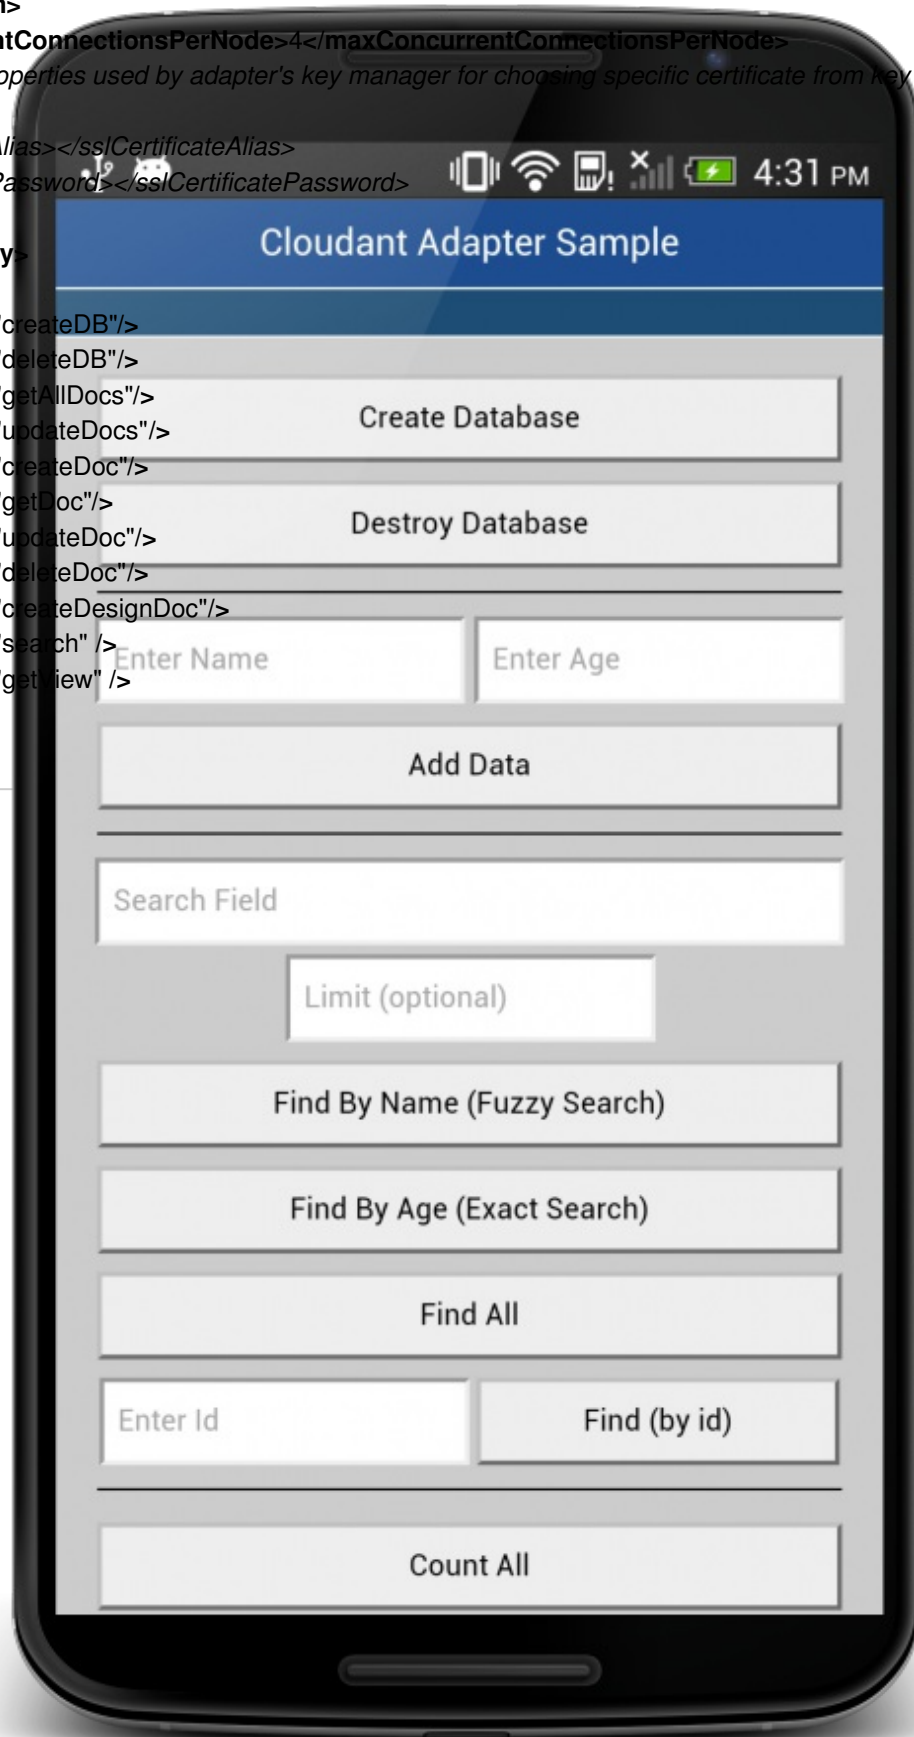 n>
ntConnectionsPerNode>4</maxConcurrentConnectionsPerNode>
operties used by adapter's key manager for choosing specific certificate from key
Alias></sslCertificateAlias>
Password></sslCertificatePassword>
4:31 PM
y>
Cloudant Adapter Sample
"createDB"/>
"deleteDB"/>
"getAllDocs"/>
"updateDocs"/>
"createDoc"/>
"getDoc"/>
"updateDoc"/>
"deleteDoc"/>
"createDesignDoc"/>
"search" />
"getView" />
Create Database
Destroy Database
Enter Name Enter Age
Add Data
Search Field
Limit (optional)
Find By Name (Fuzzy Search)
Find By Age (Exact Search)
Find All
Enter Id Find (by id)
Count All